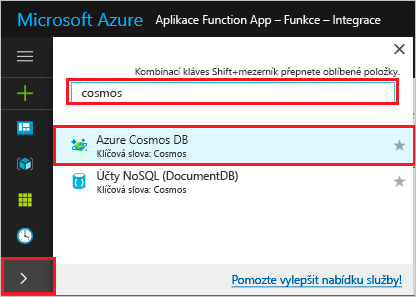 Microsoft Azure Aplikace Function App – Funkce – Integrace
Kombinací kláves Shift+mezerník přepnete oblíbené položky.
cosmos
Azure Cosmos DB
Klíčová slova: Cosmos
Účty NoSQL (DocumentDB)
Klíčová slova: Cosmos
Pomozte vylepšit nabídku služby!